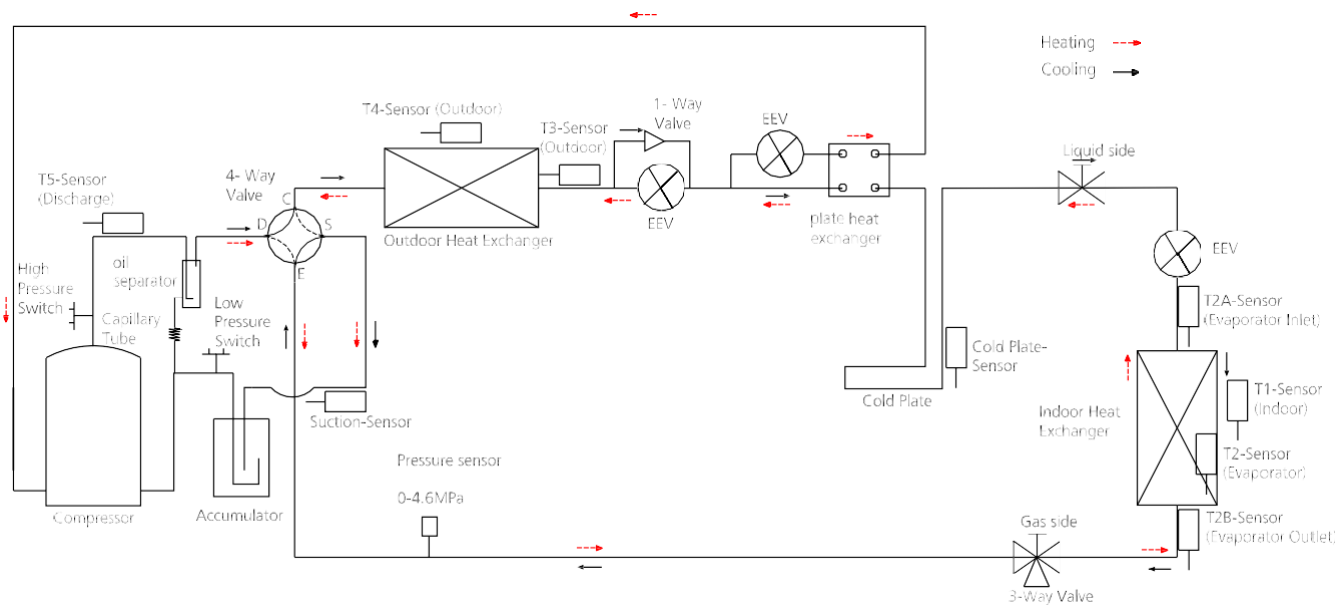 Heating
Cooling
T4-Sensor (Outdoor)
1- Way
Valve
T3-Sensor
(Outdoor)
EEV
EEV
plate heat
exchanger
Liquid side
EEV
T5-Sensor
(Discharge)
4- Way
Valve
C
D
S
E
Outdoor Heat Exchanger
High
Pressure
Switch
oil
separator
Capillary
Tube
Low
Pressure
Switch
T2A-Sensor
(Evaporator Inlet)
Cold Plate-
Sensor
Cold Plate
T1-Sensor
(Indoor)
Indoor Heat
Exchanger
T2-Sensor
(Evaporator)
Suction-Sensor
Pressure sensor
0-4.6MPa
Compressor
Accumulator
Gas side
T2B-Sensor
(Evaporator Outlet)
3-Way Valve